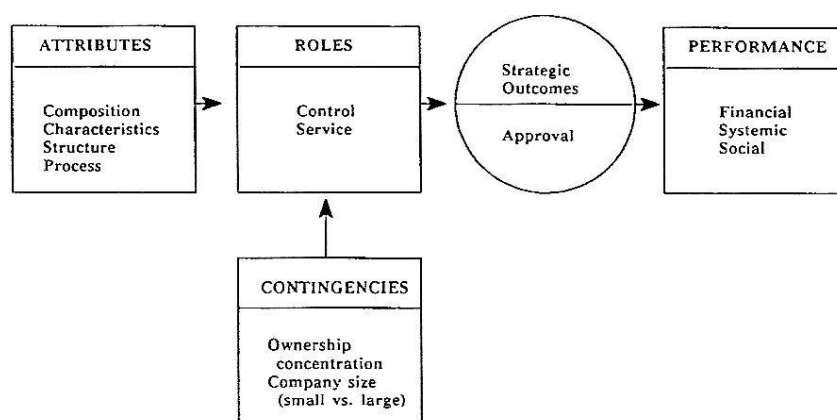 ATTRIBUTES
Composition
Characteristics
Structure
Process
ROLES
Control
Service
Strategic
Outcomes
Approval
PERFORMANCE
Financial
Systemic
Social
CONTINGENCIES
Ownership
concentration
Company size
(small vs. large)